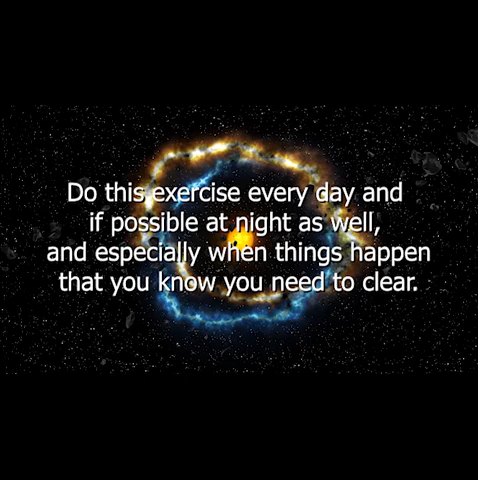 Do this exercise every day and
if possible at night as well,
and especially when things happen
that you know you need to clear.